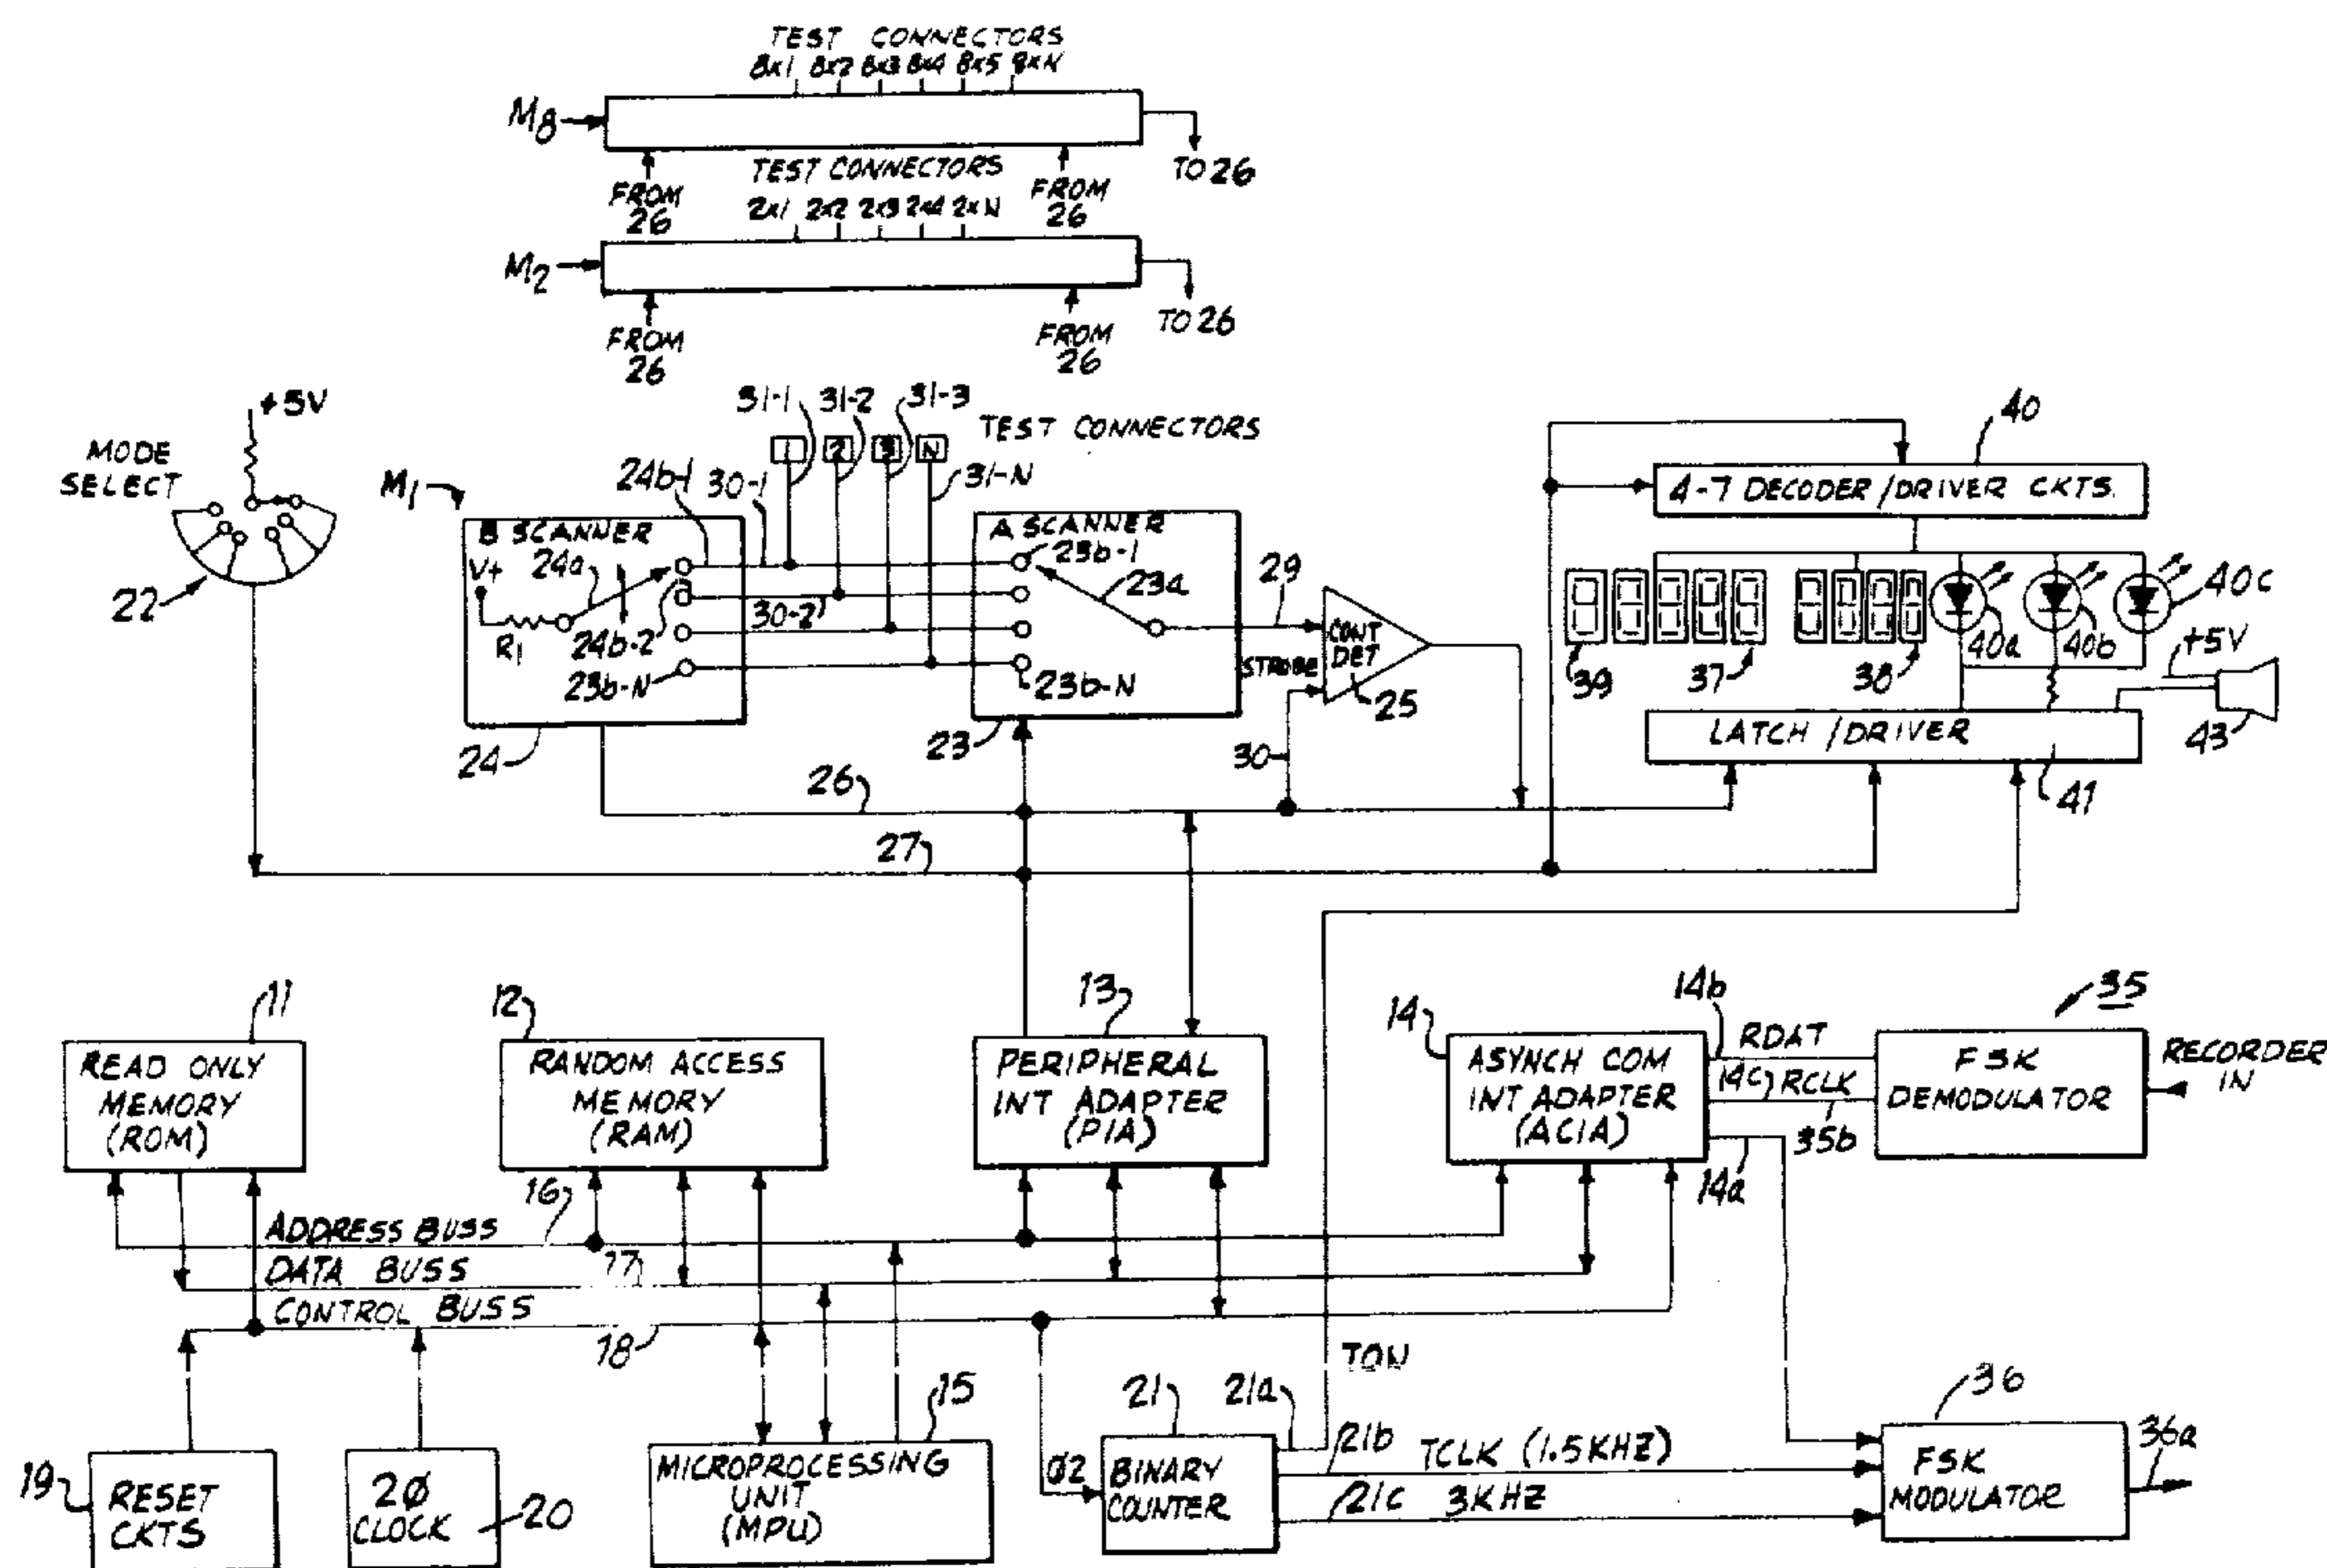 TEST CONNECTORS
8x1 8x2 8x3 8x4 8x5 8xN
M8
TO 26
FROM 26
FROM 26
TEST CONNECTORS
2x1 2x2 2x3 2x4 2xN
M2
TO 26
FROM 26
FROM 26
+5V
MODE SELECT
22
M1
31-1
31-2
31-3
31-N
1 2 3 N
TEST CONNECTORS
24b-1
30-1
B SCANNER
V+
24a
R1
24b-2
30-2
23b-N
24
A SCANNER
23b-1
23a
23b-N
23
29
STROBE
CONT DET
25
30
26
27
40
4-7 DECODER/DRIVER CKTS.
39
37
38
40a
40b
40c
+5V
43
LATCH/DRIVER
41
11
READ ONLY MEMORY (ROM)
12
RANDOM ACCESS MEMORY (RAM)
13
PERIPHERAL INT ADAPTER (PIA)
14
ASYNCH COM INT ADAPTER (ACIA)
14b
RDAT
14c
RCLK
35b
14a
35
FSK DEMODULATOR
RECORDER IN
16
ADDRESS BUSS
17
DATA BUSS
CONTROL BUSS
18
19
RESET CKTS
2Ø CLOCK
20
15
MICROPROCESSING UNIT (MPU)
Ø2
21
BINARY COUNTER
21a
TON
21b
TCLK (1.5KHZ)
21c
3KHZ
36
FSK MODULATOR
36a